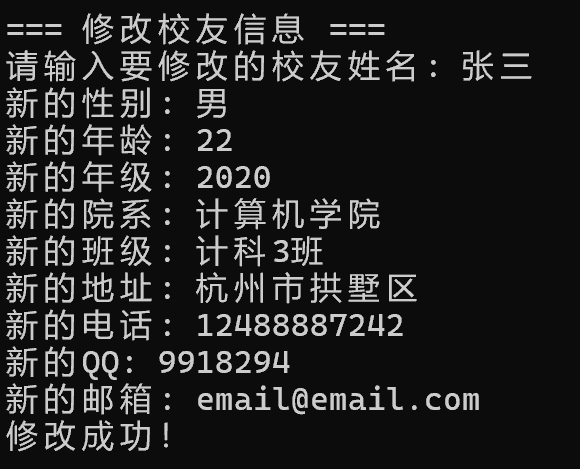 === 修改校友信息 ===
请输入要修改的校友姓名: 张三
新的性别: 男
新的年龄: 22
新的年级: 2020
新的院系: 计算机学院
新的班级: 计科3班
新的地址: 杭州市拱墅区
新的电话: 12488887242
新的QQ: 9918294
新的邮箱: email@email.com
修改成功!